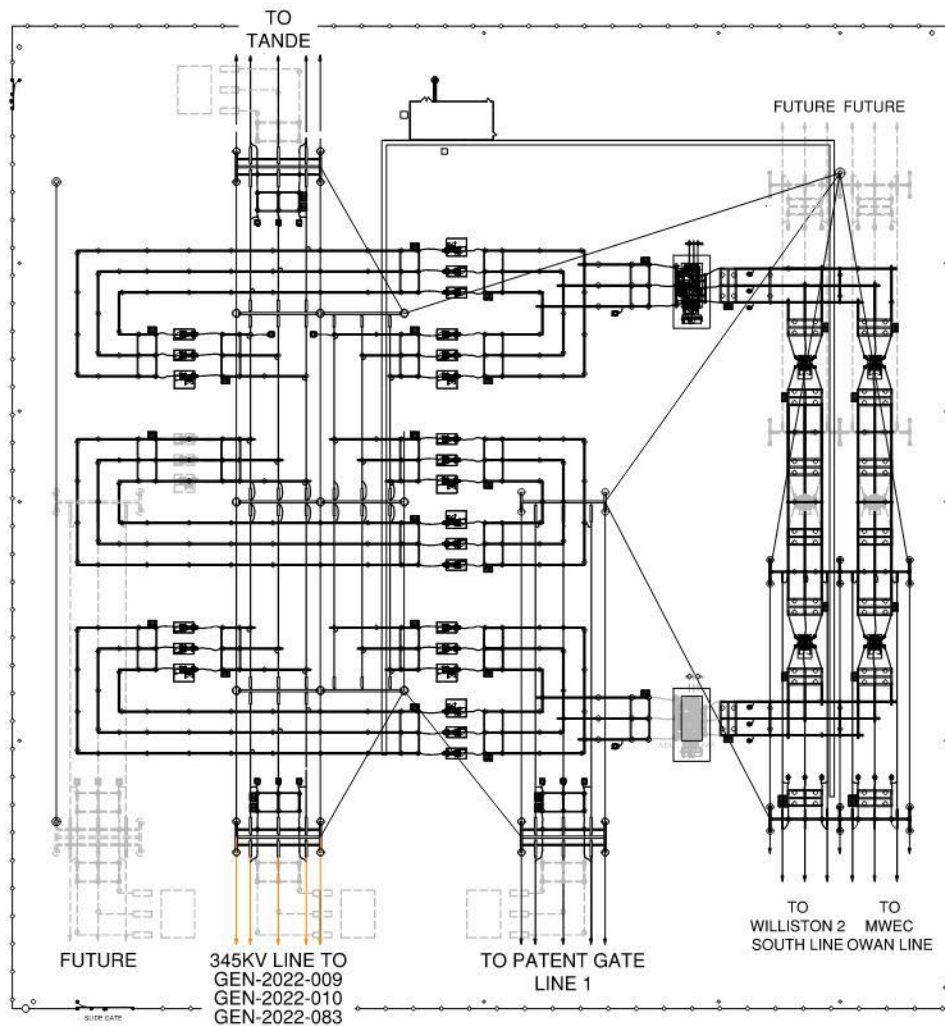 TO
TANDE
FUTURE FUTURE
TO
WILLISTON 2
SOUTH LINE
TO
MWEC
OWAN LINE
FUTURE
345KV LINE TO
GEN-2022-009
GEN-2022-010
GEN-2022-083
TO PATENT GATE
LINE 1
SLIDE GATE